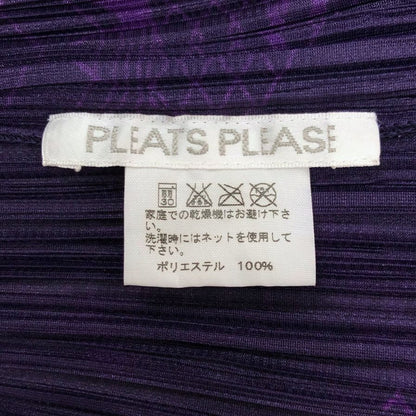 PLEATS PLEASE
弱
30
家庭での乾燥機はお避け下さ
い。
洗濯時にはネットを使用して下
さい。
ポリエステル 100%